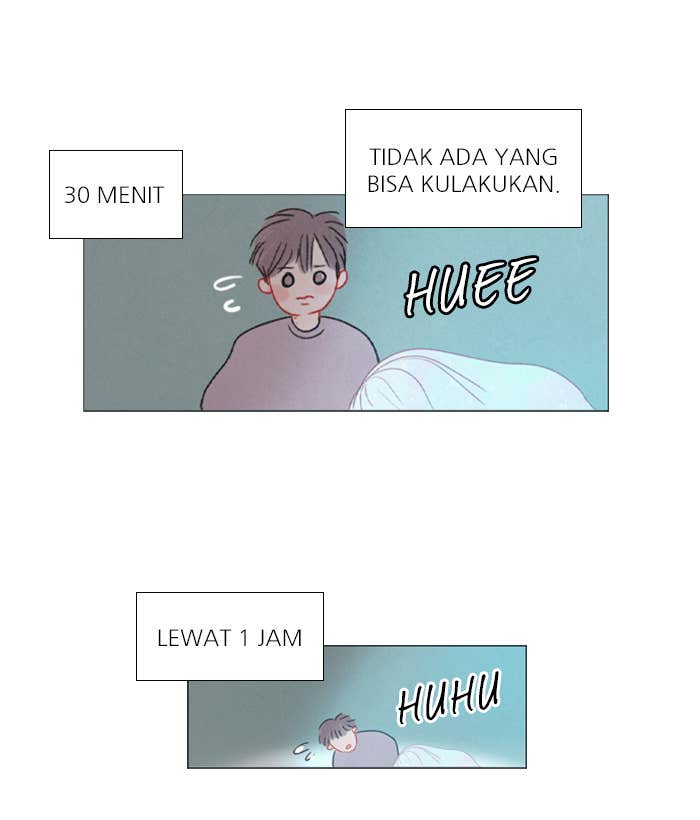 30 MENIT
TIDAK ADA YANG
BISA KULAKUKAN.
HUEE
LEWAT 1 JAM
HUHU